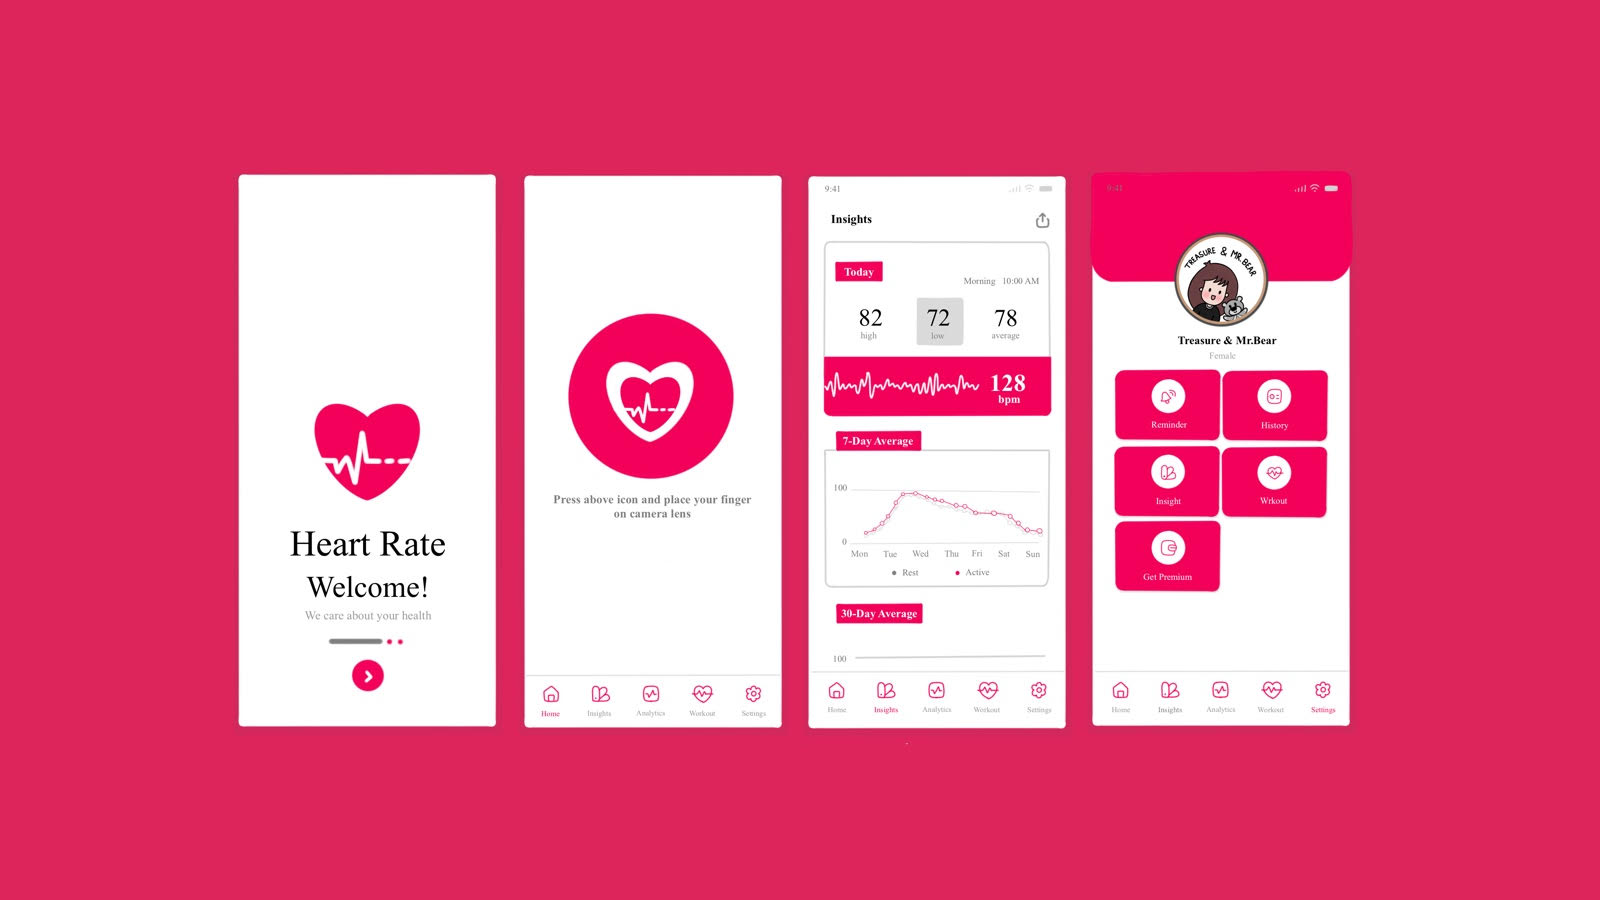 Heart Rate
Welcome!
We care about your health
Press above icon and place your finger
on camera lens
Home Insights Analytics Workout Settings
9:41
Insights
Today
Morning 10:00 AM
82 72 78
high low average
128
bpm
7-Day Average
100
0
Mon Tue Wed Thu Fri Sat Sun
Rest Active
30-Day Average
100
Home Insights Analytics Workout Settings
9:41
TREASURE & MR.BEAR
Treasure & Mr.Bear
Female
Reminder History
Insight Wrkout
Get Premium
Home Insights Analytics Workout Settings